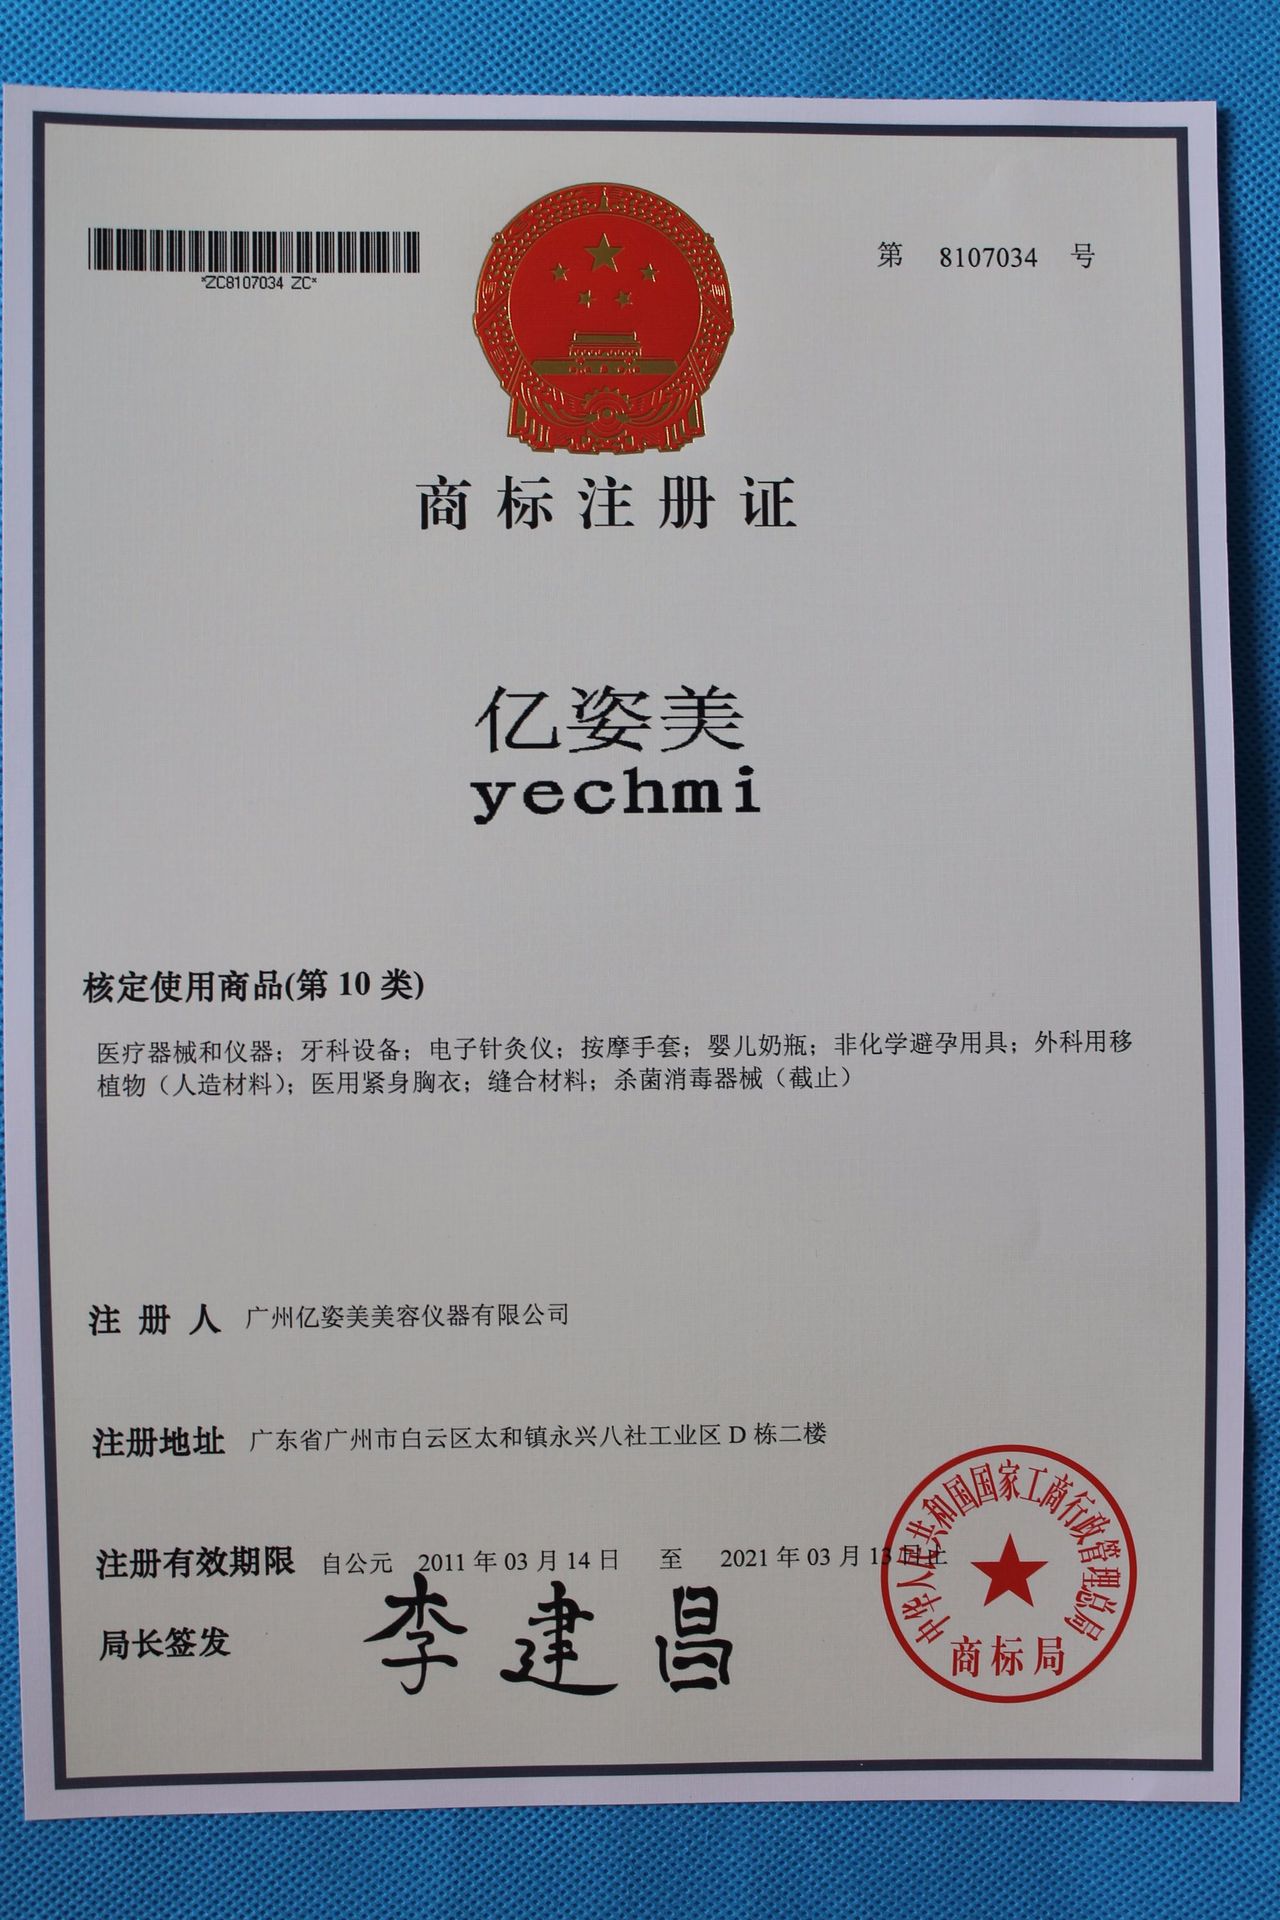 *ZC8107034 ZC*
第 8107034 号
商标注册证
亿姿美
yechmi
核定使用商品(第 10 类)
医疗器械和仪器；牙科设备；电子针灸仪；按摩手套；婴儿奶瓶；非化学避孕用具；外科用移
植物（人造材料）；医用紧身胸衣；缝合材料；杀菌消毒器械（截止）
注册人 广州亿姿美美容仪器有限公司
注册地址 广东省广州市白云区太和镇永兴八社工业区 D 栋二楼
注册有效期限 自公元 2011 年 03 月 14 日 至 2021 年 03 月 13 日止
局长签发 李建昌
中华人民共和国国家工商行政管理总局
商标局